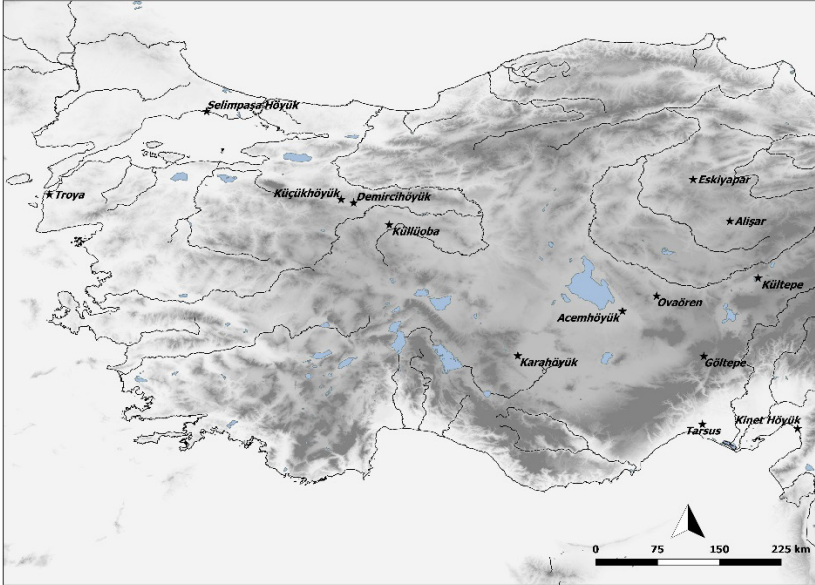 Selimpaşa Höyük
Troya
Küçükhöyük
Demircihöyük
Küllüoba
Eskiyapar
Alişar
Kültepe
Ovaören
Acemhöyük
Karahöyük
Göltepe
Tarsus
Kinet Höyük
0 75 150 225 km